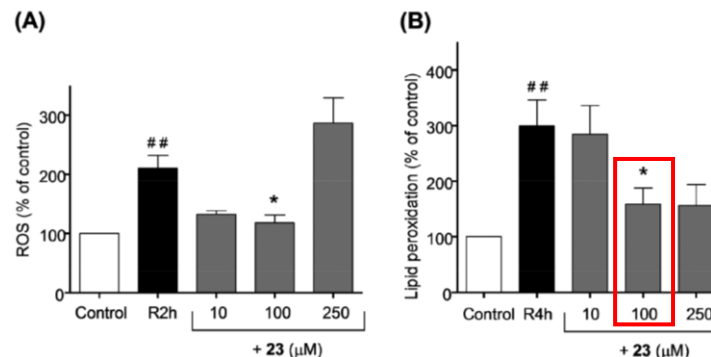 (A)
ROS (% of control)
300
200
100
0
##
*
Control R2h 10 100 250
+ 23 (μM)
(B)
Lipid peroxidation (% of control)
400
300
200
100
0
##
*
Control R4h 10 100 250
+ 23 (μM)